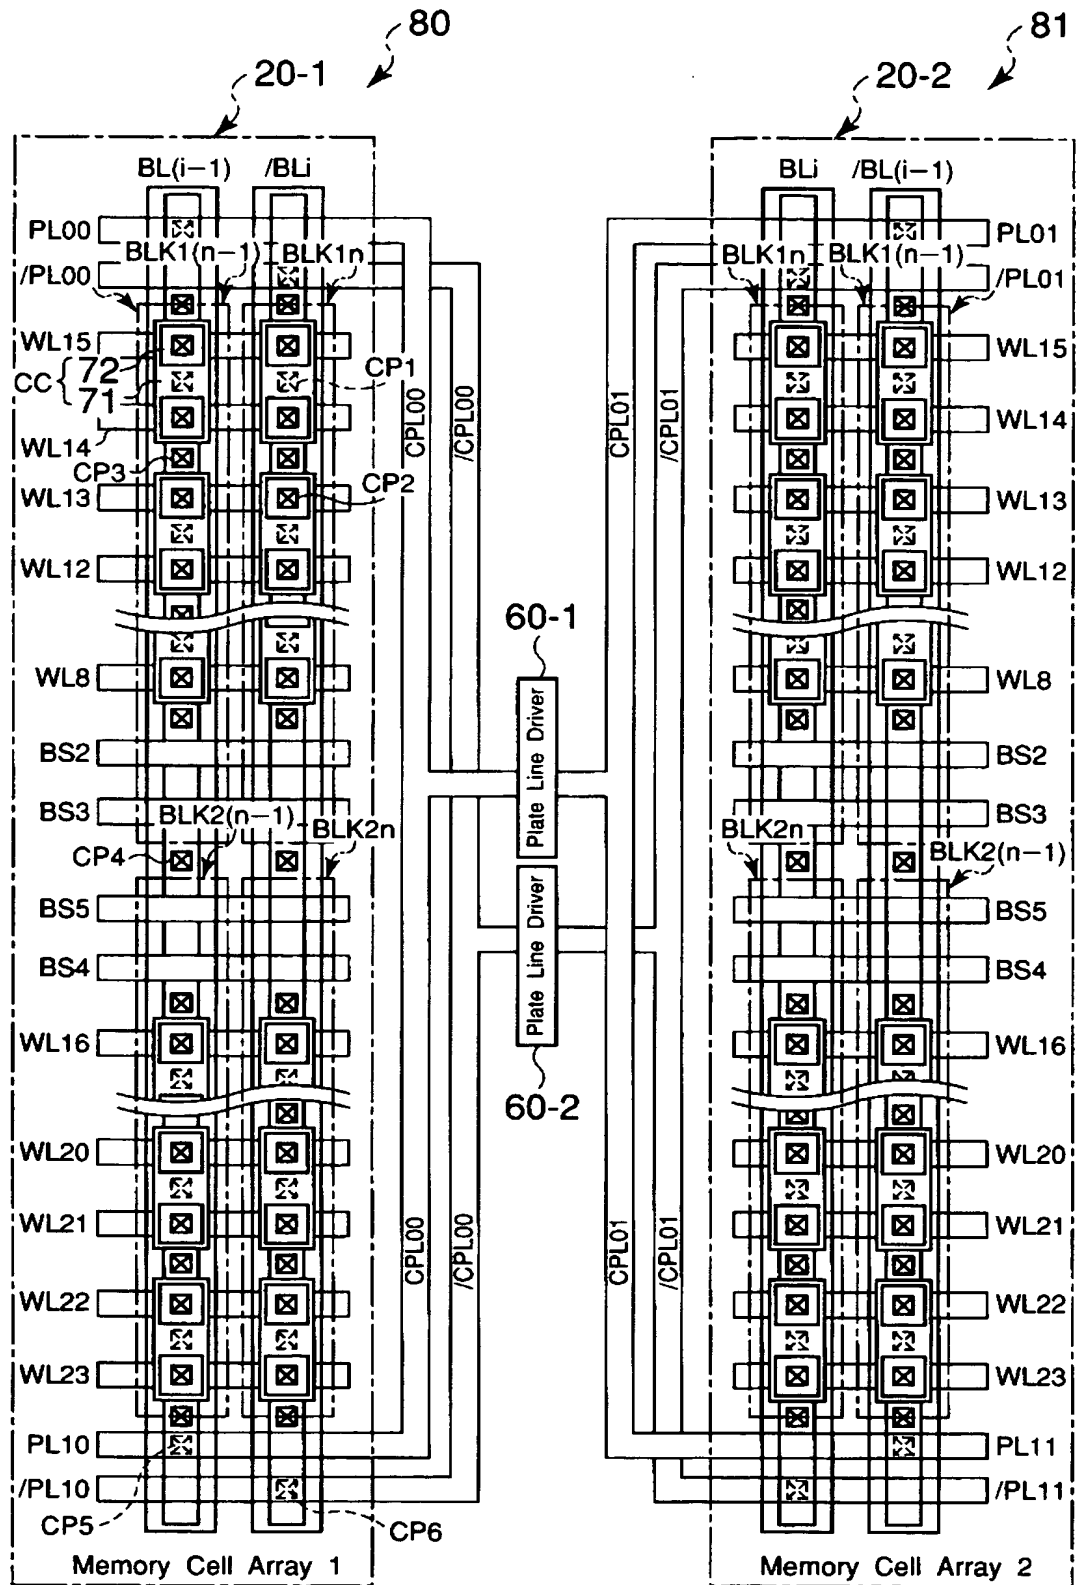 80
81
20-1
20-2
BL(i-1)
/BLi
BLi
/BL(i-1)
PL00
PL01
BLK1(n-1)
BLK1n
BLK1n
BLK1(n-1)
/PL00
/PL01
WL15
WL15
CC
72
71
CP1
CPL00
/CPL00
CPL01
/CPL01
WL14
WL14
CP3
CP2
WL13
WL13
WL12
WL12
60-1
WL8
WL8
Plate Line Driver
BS2
BS2
BS3
BS3
BLK2(n-1)
BLK2n
BLK2n
CP4
BLK2(n-1)
Plate Line Driver
BS5
BS5
BS4
BS4
WL16
WL16
60-2
WL20
WL20
WL21
WL21
CPL00
/CPL00
CPL01
/CPL01
WL22
WL22
WL23
WL23
PL10
PL11
/PL10
/PL11
CP5
CP6
Memory Cell Array 1
Memory Cell Array 2